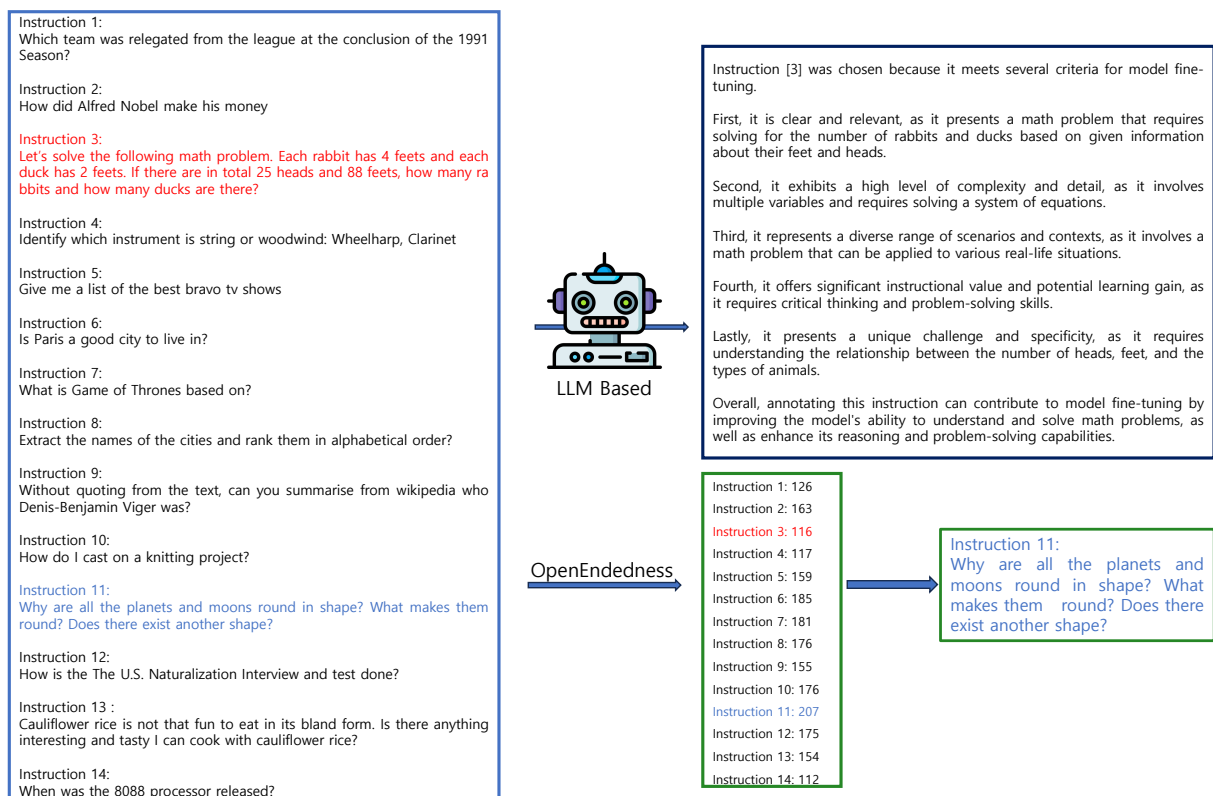 Instruction 1:
Which team was relegated from the league at the conclusion of the 1991
Season?
Instruction 2:
How did Alfred Nobel make his money
Instruction 3:
Let's solve the following math problem. Each rabbit has 4 feets and each
duck has 2 feets. If there are in total 25 heads and 88 feets, how many ra
bbits and how many ducks are there?
Instruction 4:
Identify which instrument is string or woodwind: Wheelharp, Clarinet
Instruction 5:
Give me a list of the best bravo tv shows
Instruction 6:
Is Paris a good city to live in?
Instruction 7:
What is Game of Thrones based on?
Instruction 8:
Extract the names of the cities and rank them in alphabetical order?
Instruction 9:
Without quoting from the text, can you summarise from wikipedia who
Denis-Benjamin Viger was?
Instruction 10:
How do I cast on a knitting project?
Instruction 11:
Why are all the planets and moons round in shape? What makes them
round? Does there exist another shape?
Instruction 12:
How is the The U.S. Naturalization Interview and test done?
Instruction 13 :
Cauliflower rice is not that fun to eat in its bland form. Is there anything
interesting and tasty I can cook with cauliflower rice?
Instruction 14:
When was the 8088 processor released?
LLM Based
OpenEndedness
Instruction [3] was chosen because it meets several criteria for model fine-
tuning.
First, it is clear and relevant, as it presents a math problem that requires
solving for the number of rabbits and ducks based on given information
about their feet and heads.
Second, it exhibits a high level of complexity and detail, as it involves
multiple variables and requires solving a system of equations.
Third, it represents a diverse range of scenarios and contexts, as it involves a
math problem that can be applied to various real-life situations.
Fourth, it offers significant instructional value and potential learning gain, as
it requires critical thinking and problem-solving skills.
Lastly, it presents a unique challenge and specificity, as it requires
understanding the relationship between the number of heads, feet, and the
types of animals.
Overall, annotating this instruction can contribute to model fine-tuning by
improving the model's ability to understand and solve math problems, as
well as enhance its reasoning and problem-solving capabilities.
Instruction 1: 126
Instruction 2: 163
Instruction 3: 116
Instruction 4: 117
Instruction 5: 159
Instruction 6: 185
Instruction 7: 181
Instruction 8: 176
Instruction 9: 155
Instruction 10: 176
Instruction 11: 207
Instruction 12: 175
Instruction 13: 154
Instruction 14: 112
Instruction 11:
Why are all the planets and
moons round in shape? What
makes them round? Does there
exist another shape?